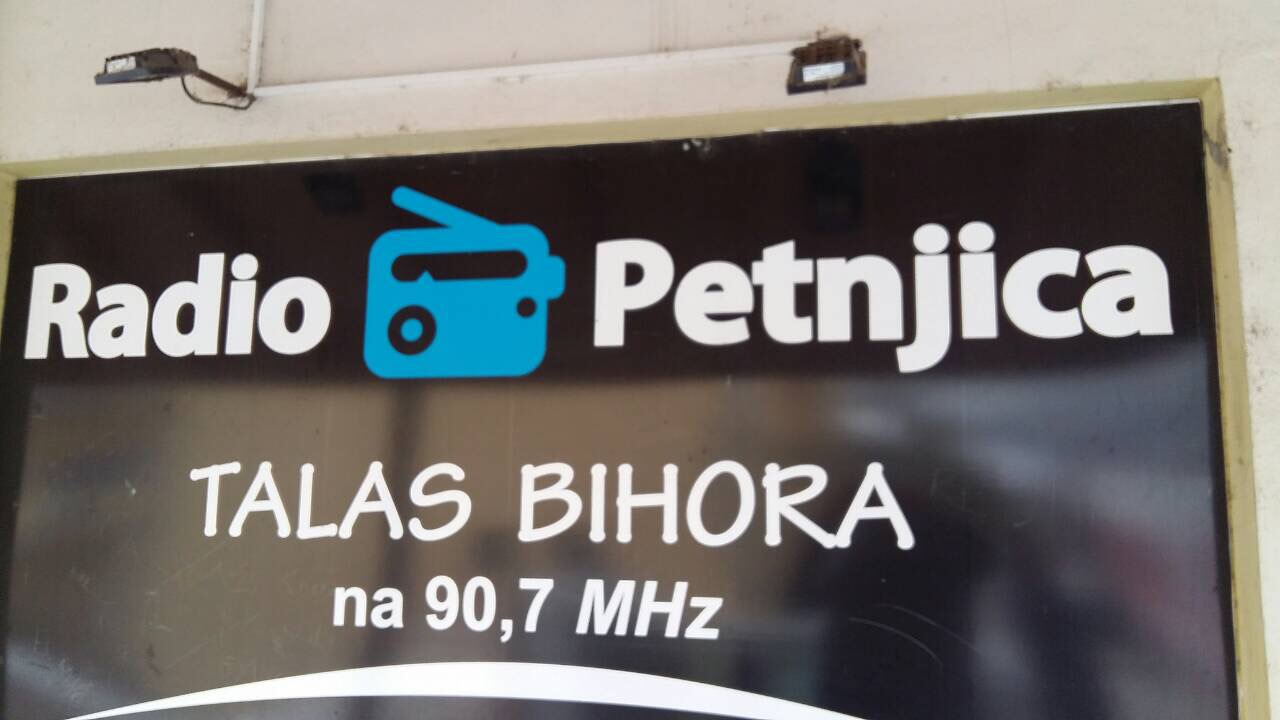 Radio Petnjica
TALAS BIHORA
na 90,7 MHz